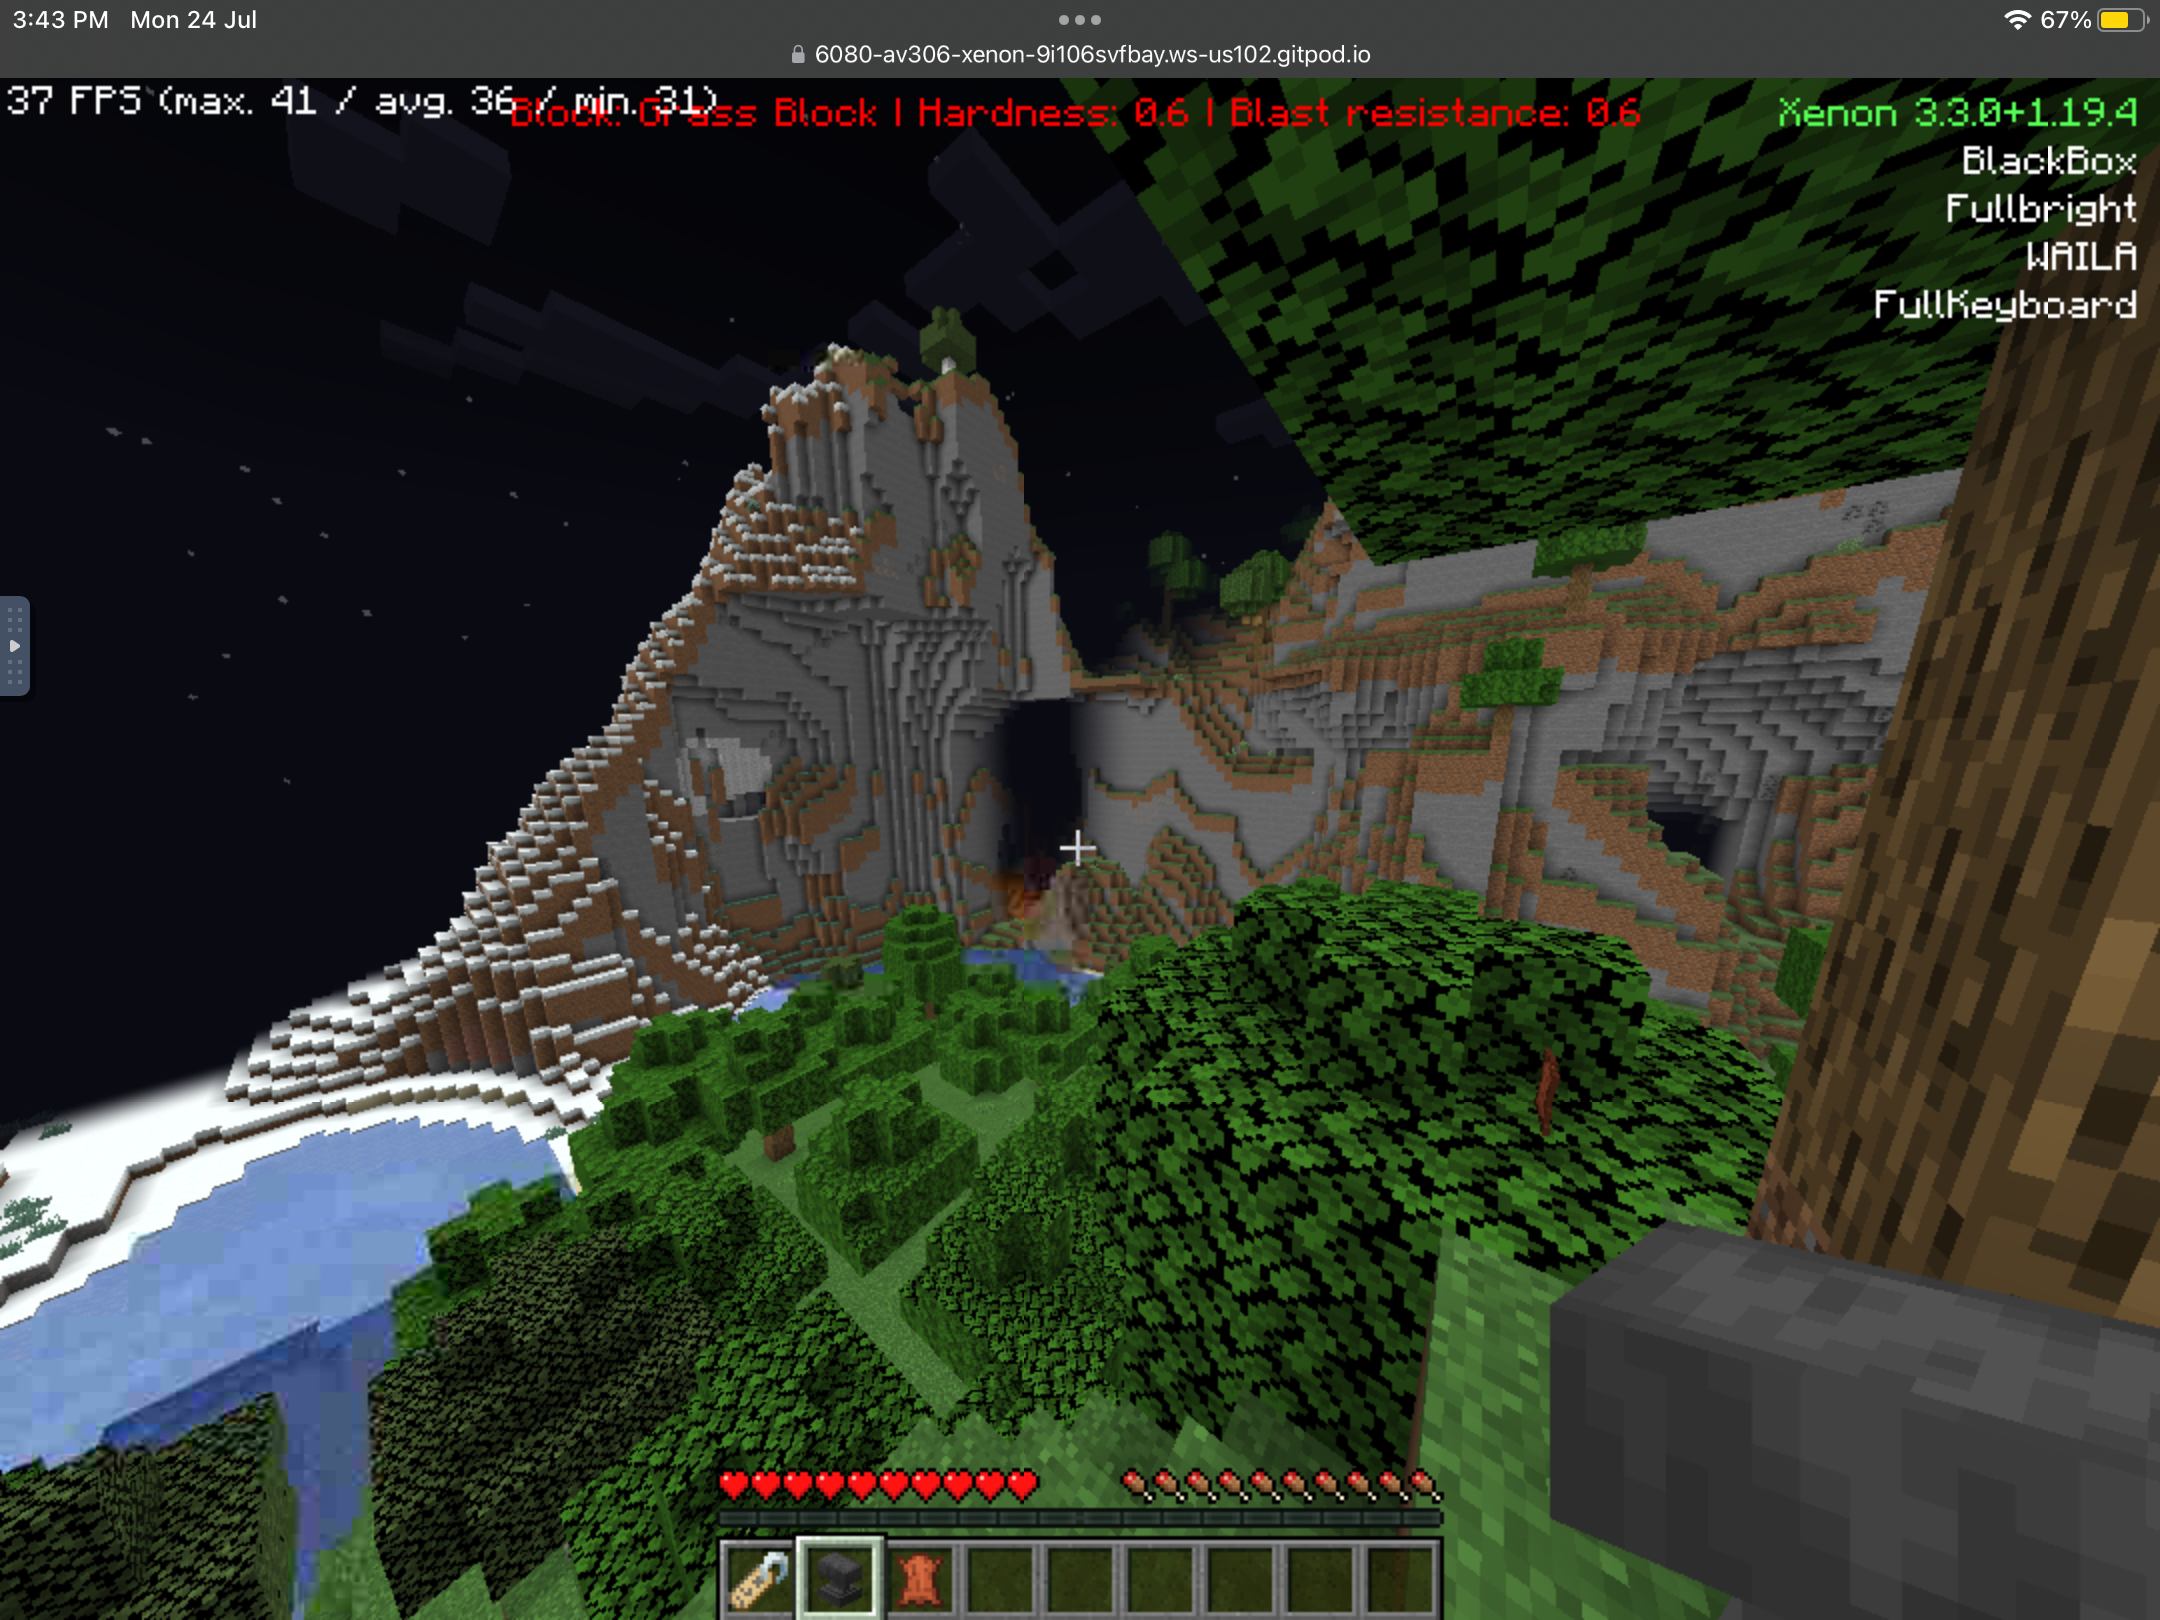 3:43 PM Mon 24 Jul
67%
6080-av306-xenon-9i106svfbay.ws-us102.gitpod.io
37 FPS (max. 41 / avg. 36 / min. 31)
Block: Grass Block | Hardness: 0.6 | Blast resistance: 0.6
Xenon 3.3.0+1.19.4
BlackBox
Fullbright
WAILA
FullKeyboard